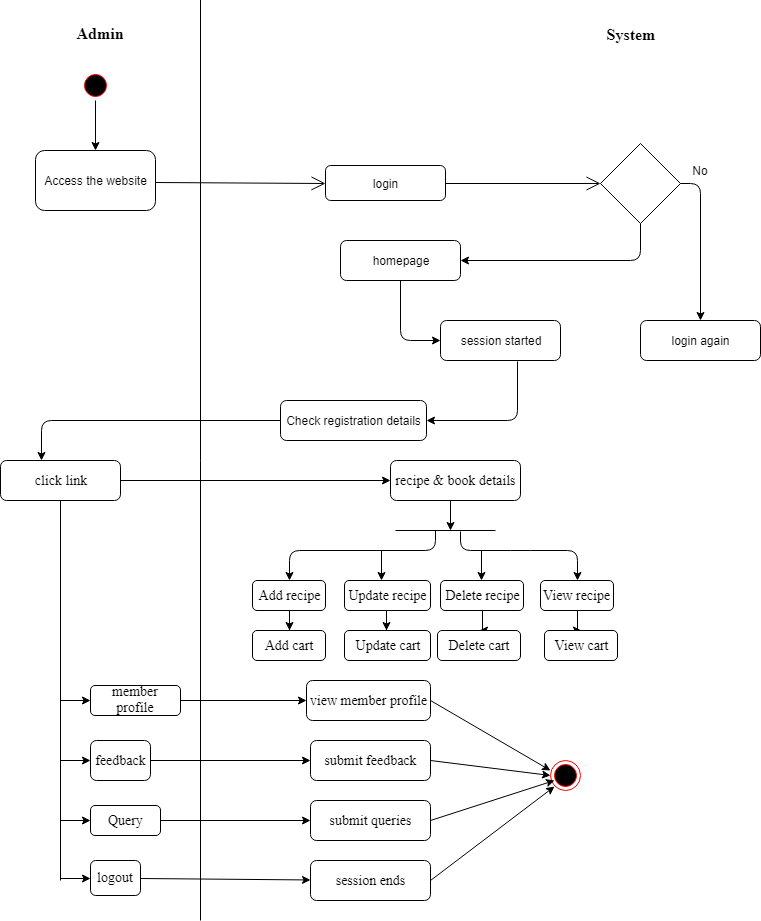 Admin
System
Access the website
login
No
homepage
session started
login again
Check registration details
click link
recipe & book details
Add recipe
Update recipe
Delete recipe
View recipe
Add cart
Update cart
Delete cart
View cart
member
profile
view member profile
feedback
submit feedback
Query
submit queries
logout
session ends